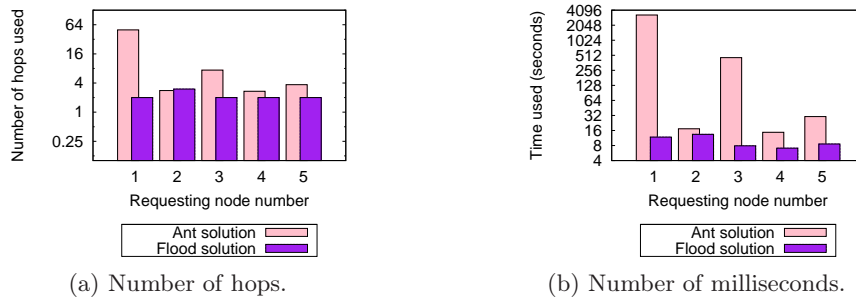 Number of hops used
64
16
4
1
0.25
1 2 3 4 5
Requesting node number
Ant solution
Flood solution
(a) Number of hops.
Time used (seconds)
4096
2048
1024
512
256
128
64
32
16
8
4
1 2 3 4 5
Requesting node number
Ant solution
Flood solution
(b) Number of milliseconds.